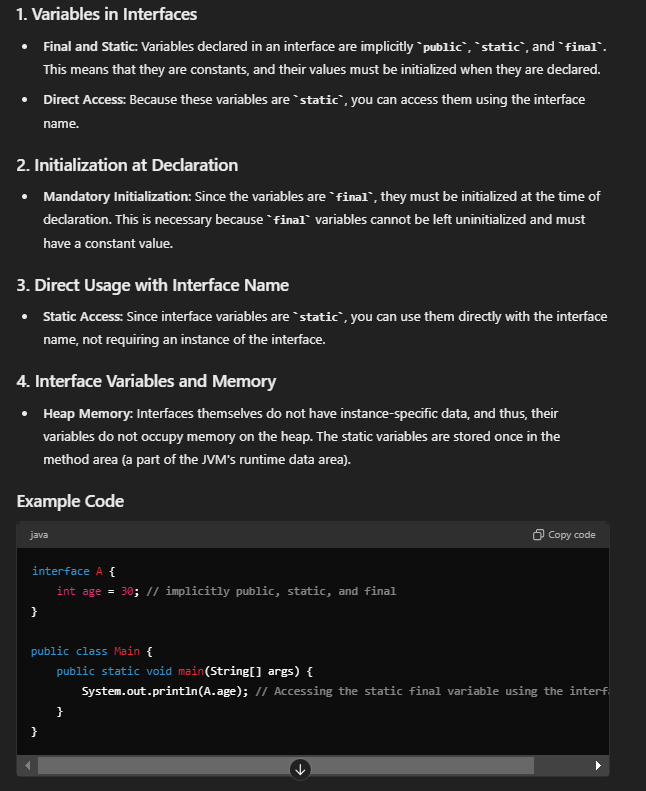 1. Variables in Interfaces
• Final and Static: Variables declared in an interface are implicitly `public`, `static`, and `final`.
This means that they are constants, and their values must be initialized when they are declared.
• Direct Access: Because these variables are `static`, you can access them using the interface
name.
2. Initialization at Declaration
• Mandatory Initialization: Since the variables are `final`, they must be initialized at the time of
declaration. This is necessary because `final` variables cannot be left uninitialized and must
have a constant value.
3. Direct Usage with Interface Name
• Static Access: Since interface variables are `static`, you can use them directly with the interface
name, not requiring an instance of the interface.
4. Interface Variables and Memory
• Heap Memory: Interfaces themselves do not have instance-specific data, and thus, their
variables do not occupy memory on the heap. The static variables are stored once in the
method area (a part of the JVM's runtime data area).
Example Code
java Copy code
interface A {
    int age = 30; // implicitly public, static, and final
}
public class Main {
    public static void main(String[] args) {
        System.out.println(A.age); // Accessing the static final variable using the interf
    }
}